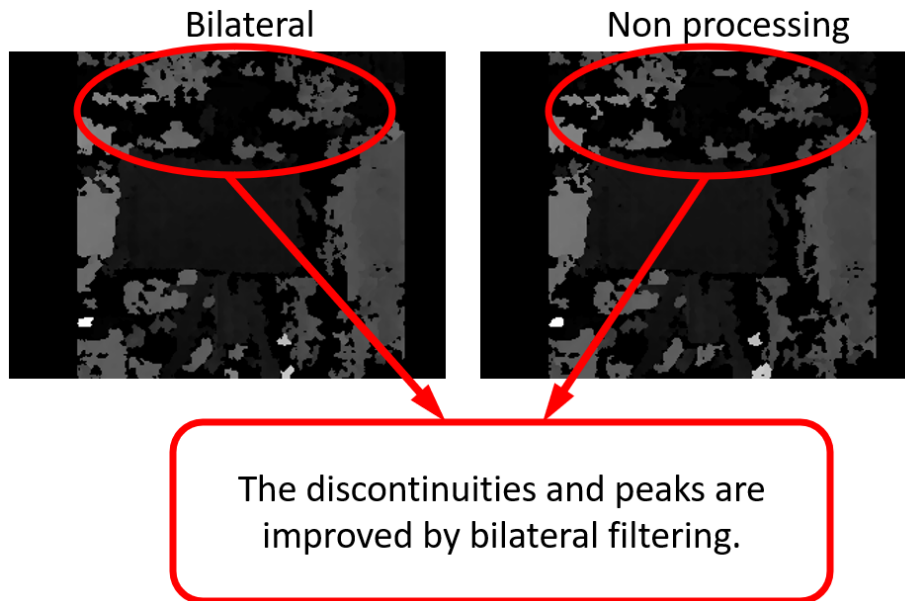 Bilateral
Non processing
The discontinuities and peaks are
improved by bilateral filtering.